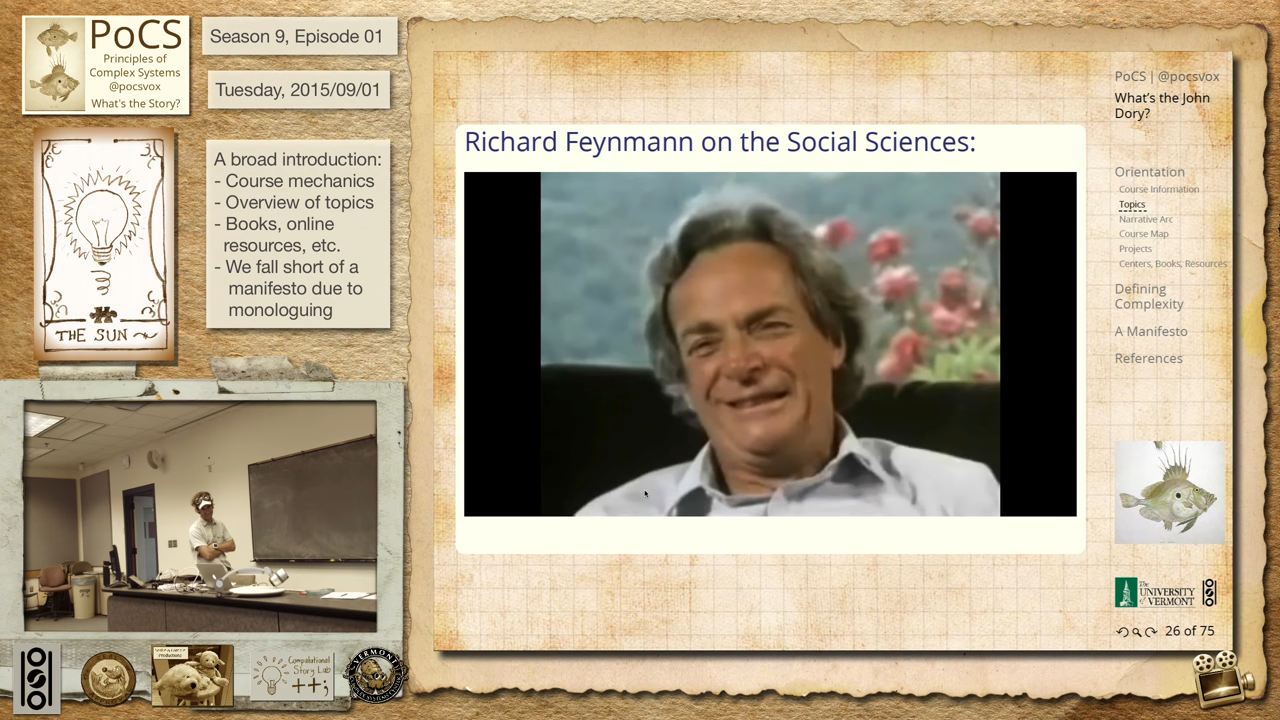 PoCS
Principles of
Complex Systems
@pocsvox
What's the Story?
Season 9, Episode 01
Tuesday, 2015/09/01
A broad introduction:
- Course mechanics
- Overview of topics
- Books, online
resources, etc.
- We fall short of a
manifesto due to
monologuing
THE SUN
Richard Feynmann on the Social Sciences:
PoCS | @pocsvox
What's the John
Dory?
Orientation
Course Information
Topics
Narrative Arc
Course Map
Projects
Centers, Books, Resources
Defining
Complexity
A Manifesto
References
The
UNIVERSITY
of VERMONT
26 of 75
Computational
Story Lab
++;
VERMONT